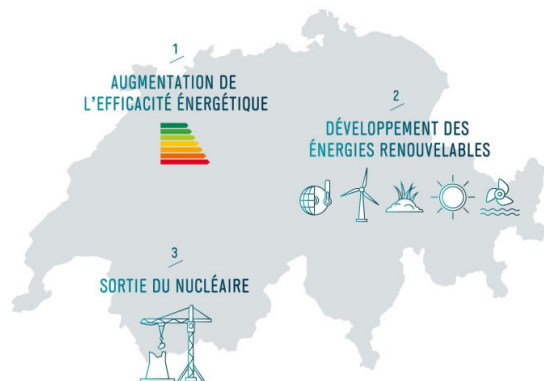 1
AUGMENTATION DE
L'EFFICACITÉ ÉNERGÉTIQUE
2
DÉVELOPPEMENT DES
ÉNERGIES RENOUVELABLES
3
SORTIE DU NUCLÉAIRE